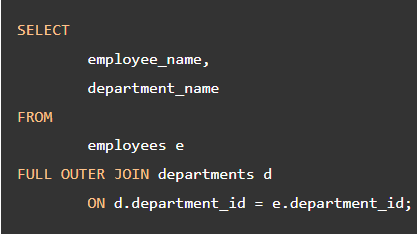 SELECT
employee_name,
department_name
FROM
employees e
FULL OUTER JOIN departments d
ON d.department_id = e.department_id;